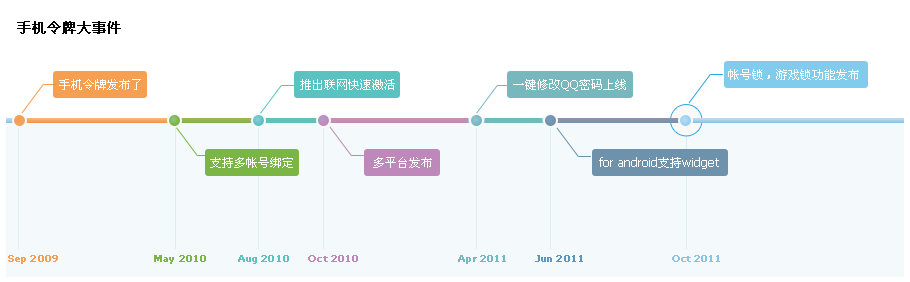 手机令牌大事件
帐号锁，游戏锁功能发布
手机令牌发布了
推出联网快速激活
一键修改QQ密码上线
支持多帐号绑定
多平台发布
for android支持widget
Sep 2009
May 2010
Aug 2010
Oct 2010
Apr 2011
Jun 2011
Oct 2011